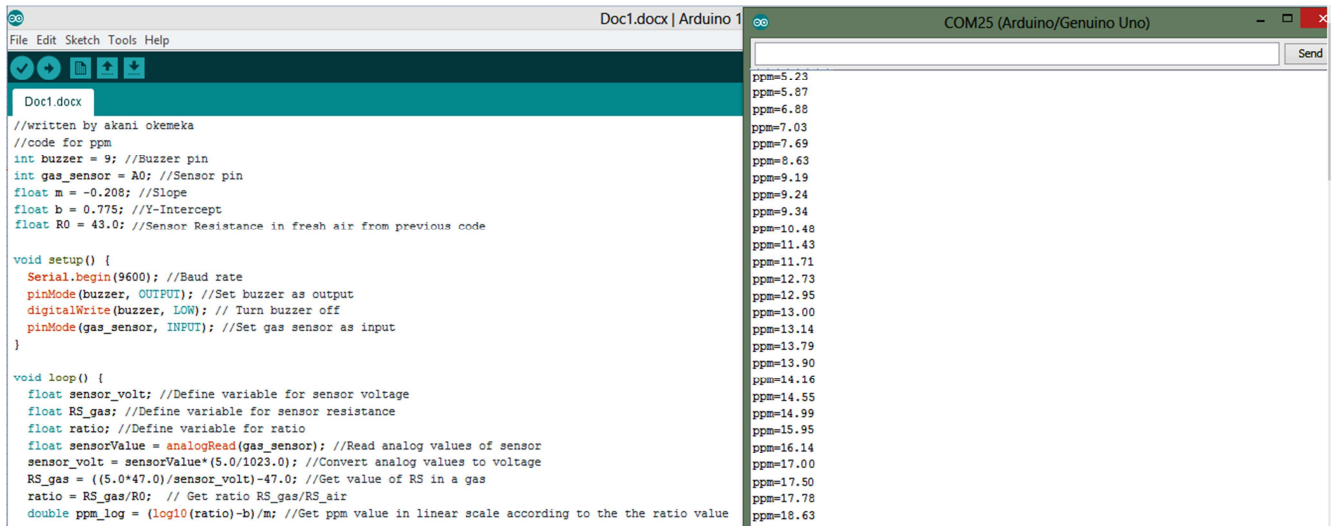 Doc1.docx | Arduino 1
File Edit Sketch Tools Help
Doc1.docx
//written by akani okemeka
//code for ppm
int buzzer = 9; //Buzzer pin
int gas_sensor = A0; //Sensor pin
float m = -0.208; //Slope
float b = 0.775; //Y-Intercept
float R0 = 43.0; //Sensor Resistance in fresh air from previous code
void setup() {
Serial.begin(9600); //Baud rate
pinMode(buzzer, OUTPUT); //Set buzzer as output
digitalWrite(buzzer, LOW); // Turn buzzer off
pinMode(gas_sensor, INPUT); //Set gas sensor as input
}
void loop() {
float sensor_volt; //Define variable for sensor voltage
float RS_gas; //Define variable for sensor resistance
float ratio; //Define variable for ratio
float sensorValue = analogRead(gas_sensor); //Read analog values of sensor
sensor_volt = sensorValue*(5.0/1023.0); //Convert analog values to voltage
RS_gas = ((5.0*47.0)/sensor_volt)-47.0; //Get value of RS in a gas
ratio = RS_gas/R0; // Get ratio RS_gas/RS_air
double ppm_log = (log10(ratio)-b)/m; //Get ppm value in linear scale according to the the ratio value
COM25 (Arduino/Genuino Uno)
Send
ppm=5.23
ppm=5.87
ppm=6.88
ppm=7.03
ppm=7.69
ppm=8.63
ppm=9.19
ppm=9.24
ppm=9.34
ppm=10.48
ppm=11.43
ppm=11.71
ppm=12.73
ppm=12.95
ppm=13.00
ppm=13.14
ppm=13.79
ppm=13.90
ppm=14.16
ppm=14.55
ppm=14.99
ppm=15.95
ppm=16.14
ppm=17.00
ppm=17.50
ppm=17.78
ppm=18.63